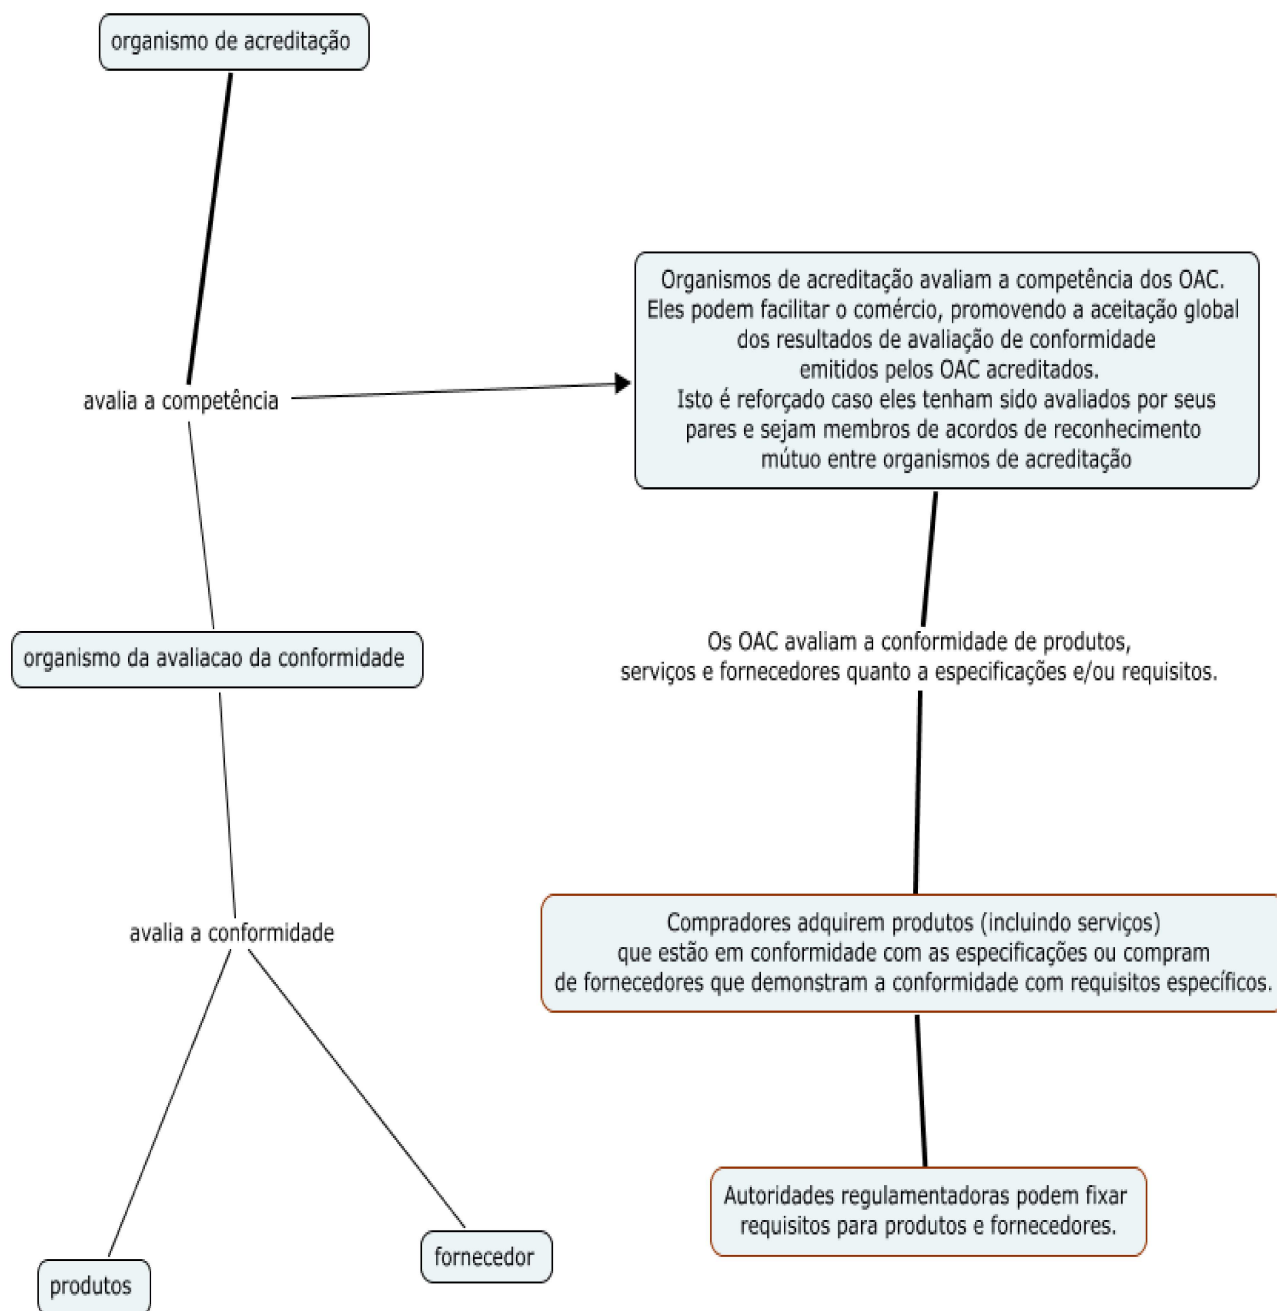 organismo de acreditação
avalia a competência
Organismos de acreditação avaliam a competência dos OAC.
Eles podem facilitar o comércio, promovendo a aceitação global
dos resultados de avaliação de conformidade
emitidos pelos OAC acreditados.
Isto é reforçado caso eles tenham sido avaliados por seus
pares e sejam membros de acordos de reconhecimento
mútuo entre organismos de acreditação
organismo da avaliacao da conformidade
Os OAC avaliam a conformidade de produtos,
serviços e fornecedores quanto a especificações e/ou requisitos.
avalia a conformidade
Compradores adquirem produtos (incluindo serviços)
que estão em conformidade com as especificações ou compram
de fornecedores que demonstram a conformidade com requisitos específicos.
Autoridades regulamentadoras podem fixar
requisitos para produtos e fornecedores.
fornecedor
produtos